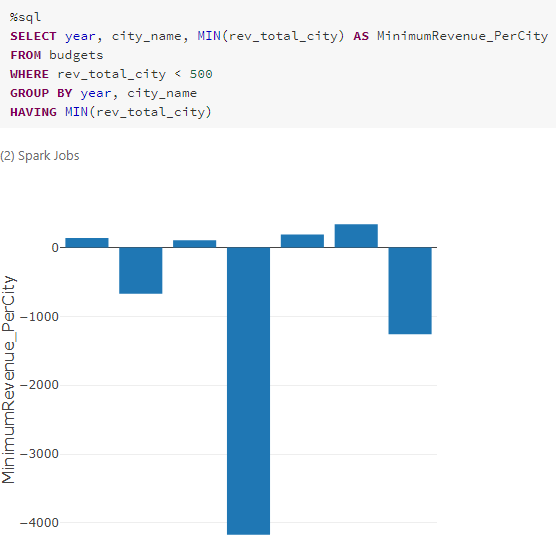 %sql
SELECT year, city_name, MIN(rev_total_city) AS MinimumRevenue_PerCity
FROM budgets
WHERE rev_total_city < 500
GROUP BY year, city_name
HAVING MIN(rev_total_city)
(2) Spark Jobs
MinimumRevenue_PerCity
0
−1000
−2000
−3000
−4000